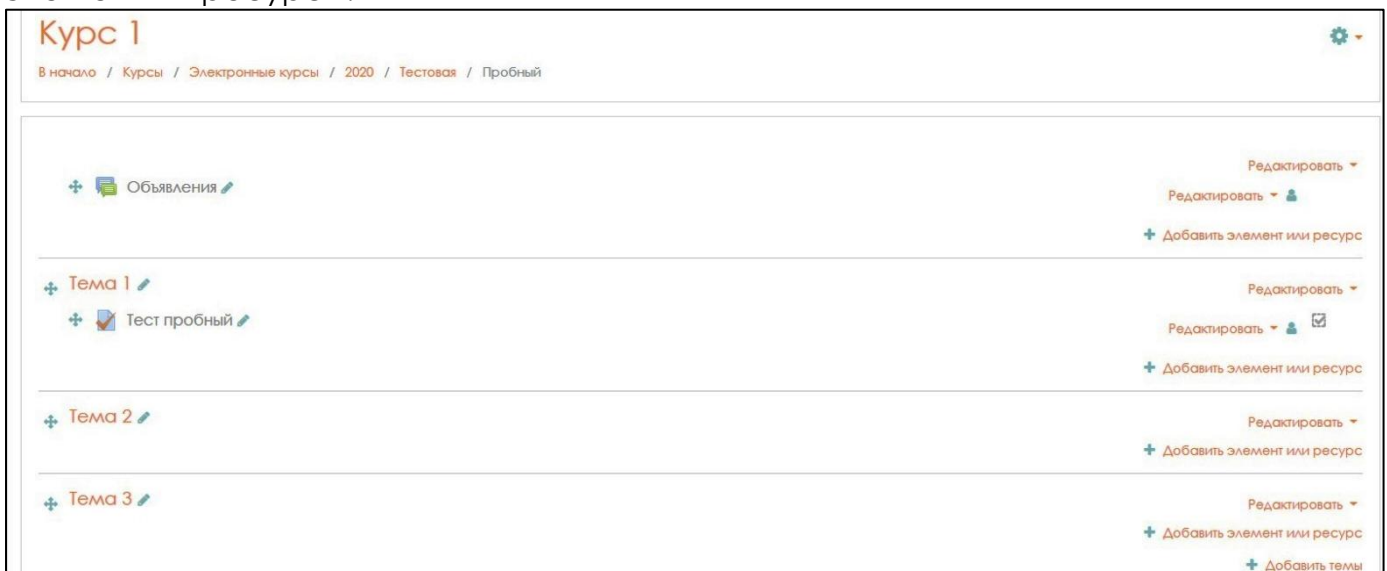 Курс 1
В начало / Курсы / Электронные курсы / 2020 / Тестовая / Пробный
Редактировать
Объявления
Редактировать
Добавить элемент или ресурс
Тема 1
Редактировать
Тест пробный
Редактировать
Добавить элемент или ресурс
Тема 2
Редактировать
Добавить элемент или ресурс
Тема 3
Редактировать
Добавить элемент или ресурс
Добавить темы